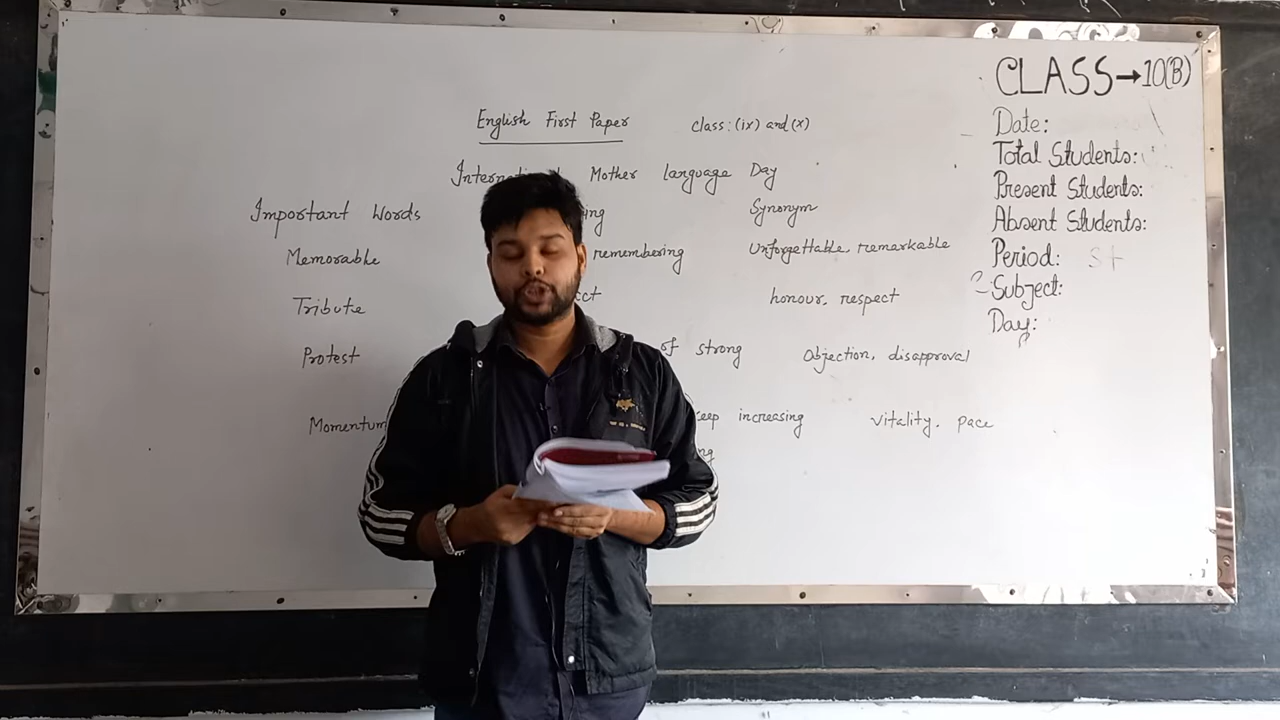 English First Paper class: (ix) and (x)
Mother language Day
Important Words Synonym
Memorable remembering Unforgettable, remarkable
Tribute honour, respect
Protest of strong Objection, disapproval
Momentum increasing vitality. pace
CLASS→10(B)
Date:
Total Students:
Present Students:
Absent Students:
Period:
Subject:
Day: